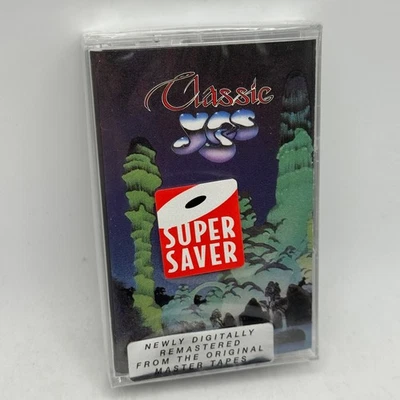 Classic
YES
SUPER
SAVER
NEWLY DIGITALLY
REMASTERED
FROM THE ORIGINAL
MASTER TAPES